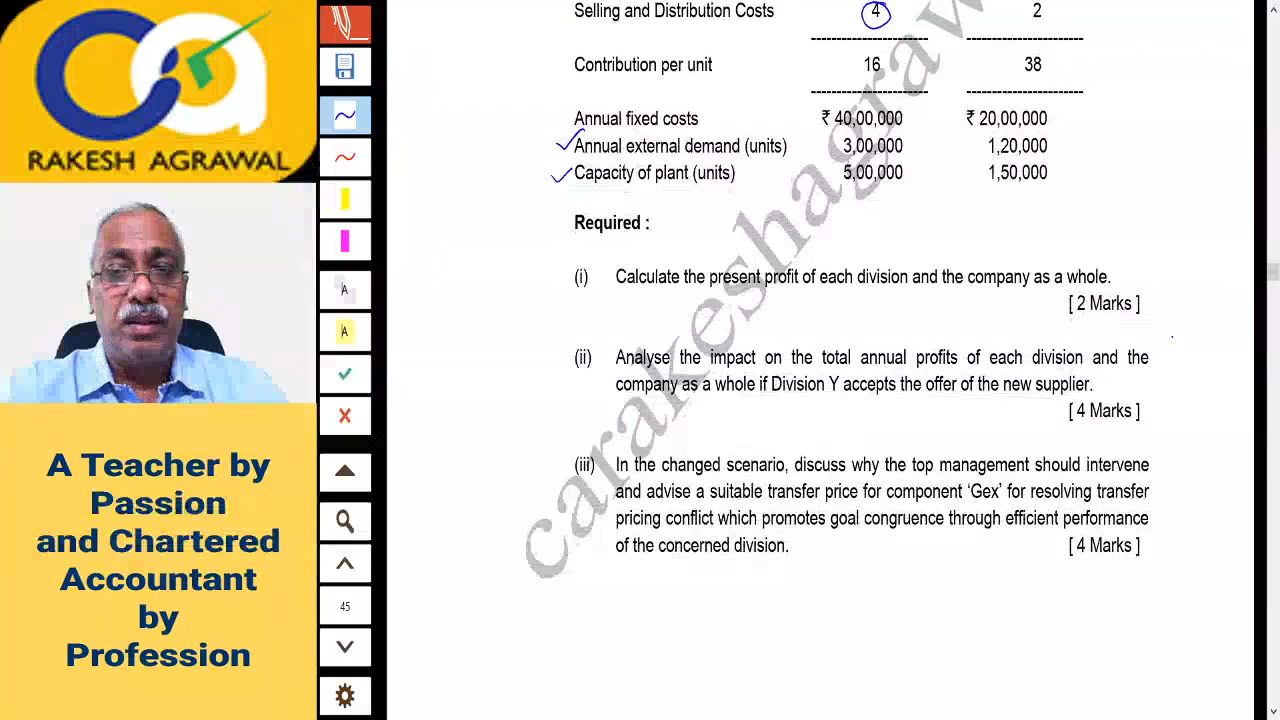 RAKESH AGRAWAL
A Teacher by
Passion
and Chartered
Accountant
by
Profession
A
A
45
Selling and Distribution Costs 4 2
Contribution per unit 16 38
Annual fixed costs ₹ 40,00,000 ₹ 20,00,000
Annual external demand (units) 3,00,000 1,20,000
Capacity of plant (units) 5,00,000 1,50,000
Required :
(i) Calculate the present profit of each division and the company as a whole.
[ 2 Marks ]
(ii) Analyse the impact on the total annual profits of each division and the
company as a whole if Division Y accepts the offer of the new supplier.
[ 4 Marks ]
(iii) In the changed scenario, discuss why the top management should intervene
and advise a suitable transfer price for component ‘Gex’ for resolving transfer
pricing conflict which promotes goal congruence through efficient performance
of the concerned division. [ 4 Marks ]
carakeshagraw